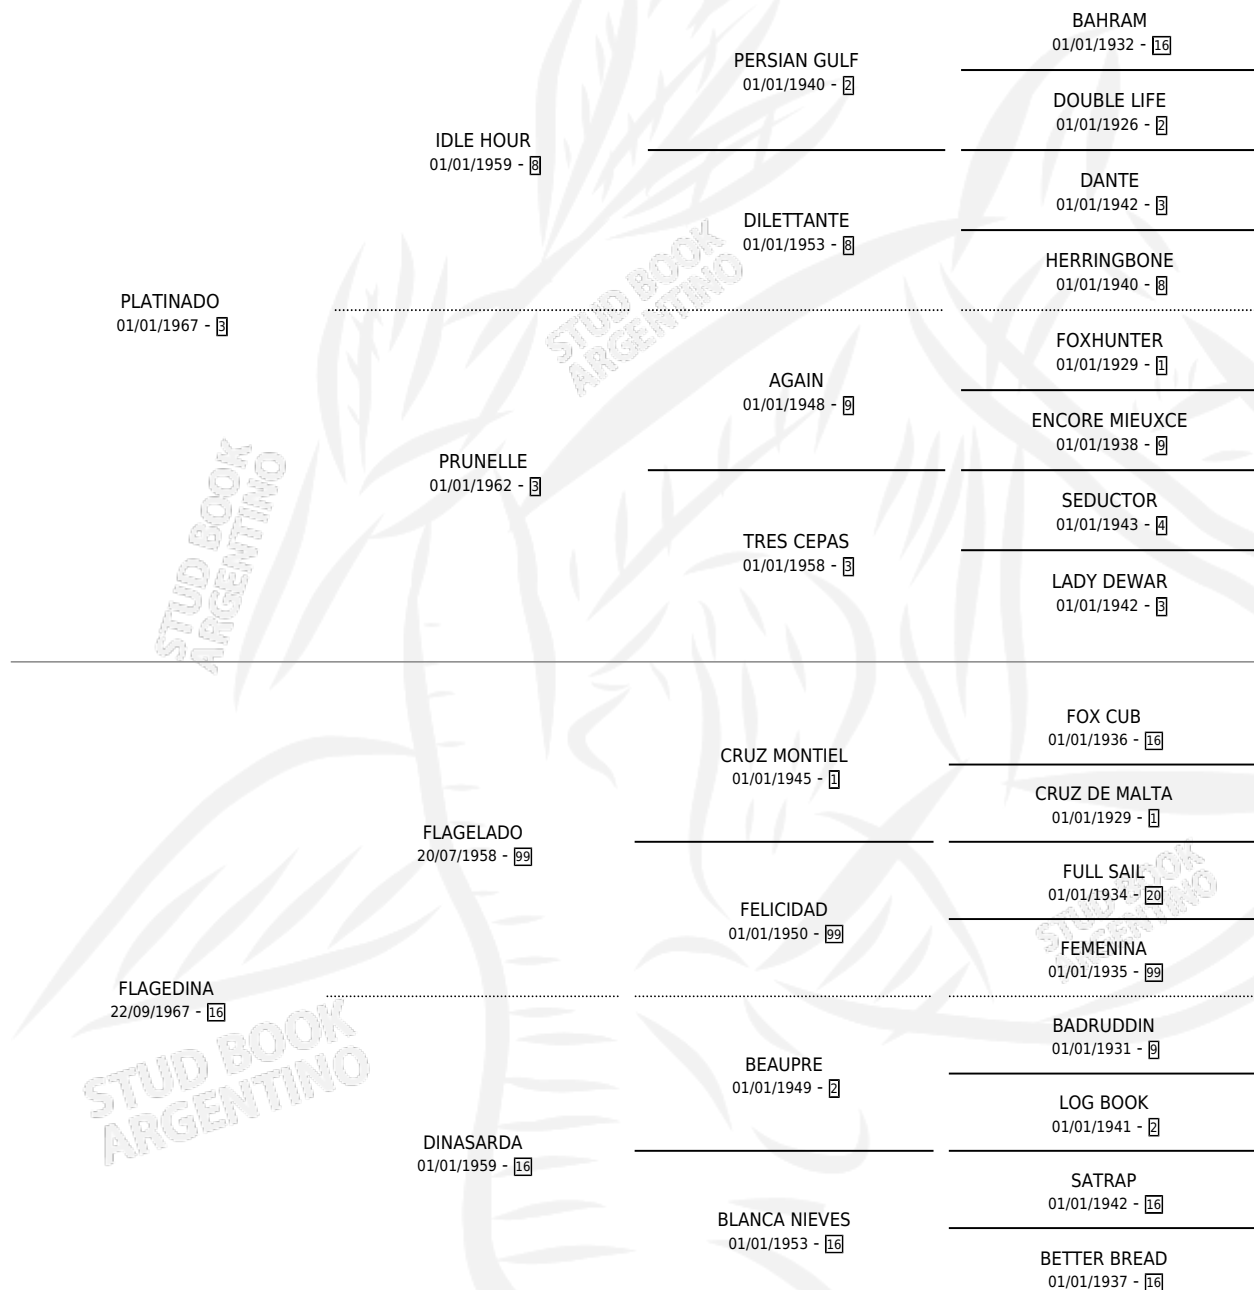 BAHRAM
01/01/1932 - 16
PERSIAN GULF
01/01/1940 - 2
DOUBLE LIFE
01/01/1926 - 2
IDLE HOUR
01/01/1959 - 8
DANTE
01/01/1942 - 3
DILETTANTE
01/01/1953 - 8
HERRINGBONE
01/01/1940 - 8
PLATINADO
01/01/1967 - 3
FOXHUNTER
01/01/1929 - 1
AGAIN
01/01/1948 - 9
ENCORE MIEUXCE
01/01/1938 - 9
PRUNELLE
01/01/1962 - 3
SEDUCTOR
01/01/1943 - 4
TRES CEPAS
01/01/1958 - 3
LADY DEWAR
01/01/1942 - 3
FOX CUB
01/01/1936 - 16
CRUZ MONTIEL
01/01/1945 - 1
CRUZ DE MALTA
01/01/1929 - 1
FLAGELADO
20/07/1958 - 99
FULL SAIL
01/01/1934 - 20
FELICIDAD
01/01/1950 - 99
FEMENINA
01/01/1935 - 99
FLAGEDINA
22/09/1967 - 16
BADRUDDIN
01/01/1931 - 9
BEAUPRE
01/01/1949 - 2
LOG BOOK
01/01/1941 - 2
DINASARDA
01/01/1959 - 16
SATRAP
01/01/1942 - 16
BLANCA NIEVES
01/01/1953 - 16
BETTER BREAD
01/01/1937 - 16
STUD BOOK
ARGENTINO
STUD BOOK
ARGENTINO
STUD BOOK
ARGENTINO
STUD BOOK
ARGENTINO